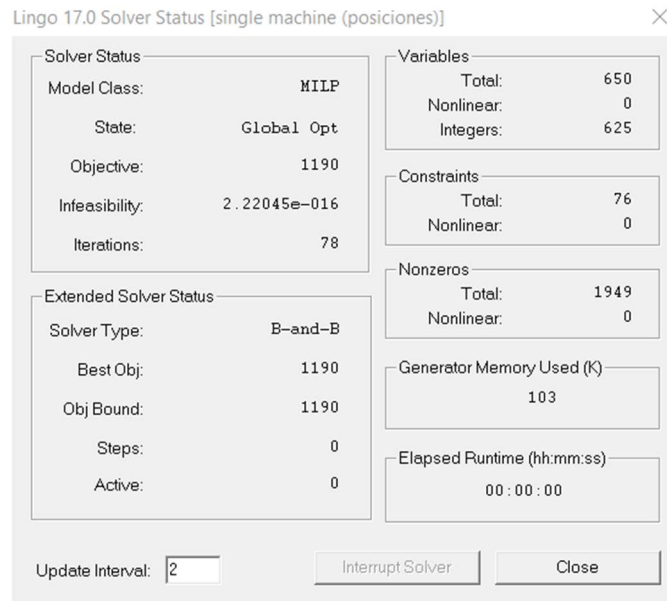 Lingo 17.0 Solver Status [single machine (posiciones)]
Solver Status
Model Class: MILP
State: Global Opt
Objective: 1190
Infeasibility: 2.22045e-016
Iterations: 78
Extended Solver Status
Solver Type: B-and-B
Best Obj: 1190
Obj Bound: 1190
Steps: 0
Active: 0
Variables
Total: 650
Nonlinear: 0
Integers: 625
Constraints
Total: 76
Nonlinear: 0
Nonzeros
Total: 1949
Nonlinear: 0
Generator Memory Used (K)
103
Elapsed Runtime (hh:mm:ss)
00:00:00
Update Interval: 2
Interrupt Solver
Close